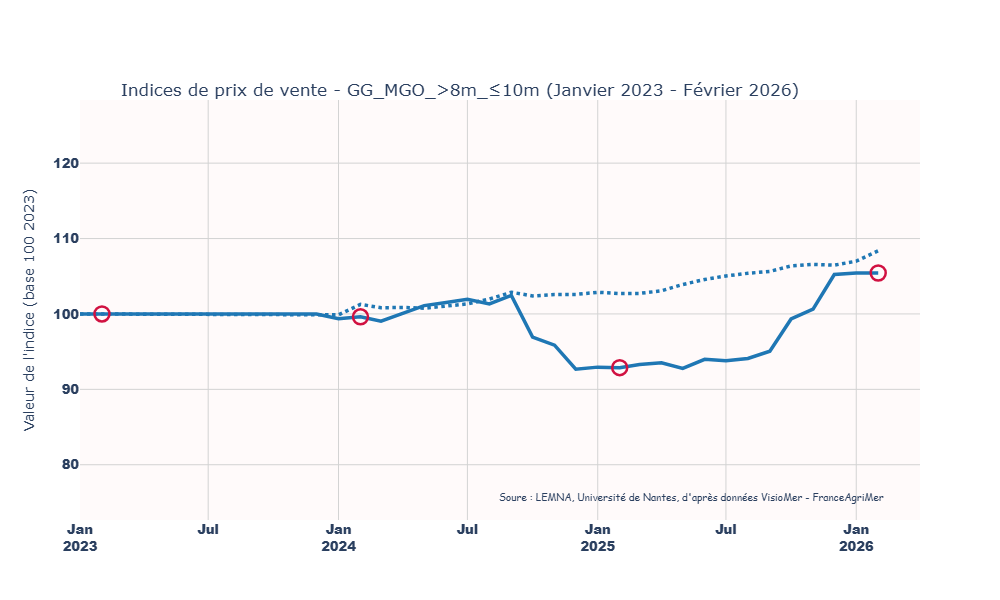 Indices de prix de vente - GG_MGO_>8m_≤10m (Janvier 2023 - Février 2026)
Valeur de l'indice (base 100 2023)
120
110
100
90
80
Soure : LEMNA, Université de Nantes, d'après données VisioMer - FranceAgriMer
Jan
2023
Jul
Jan
2024
Jul
Jan
2025
Jul
Jan
2026